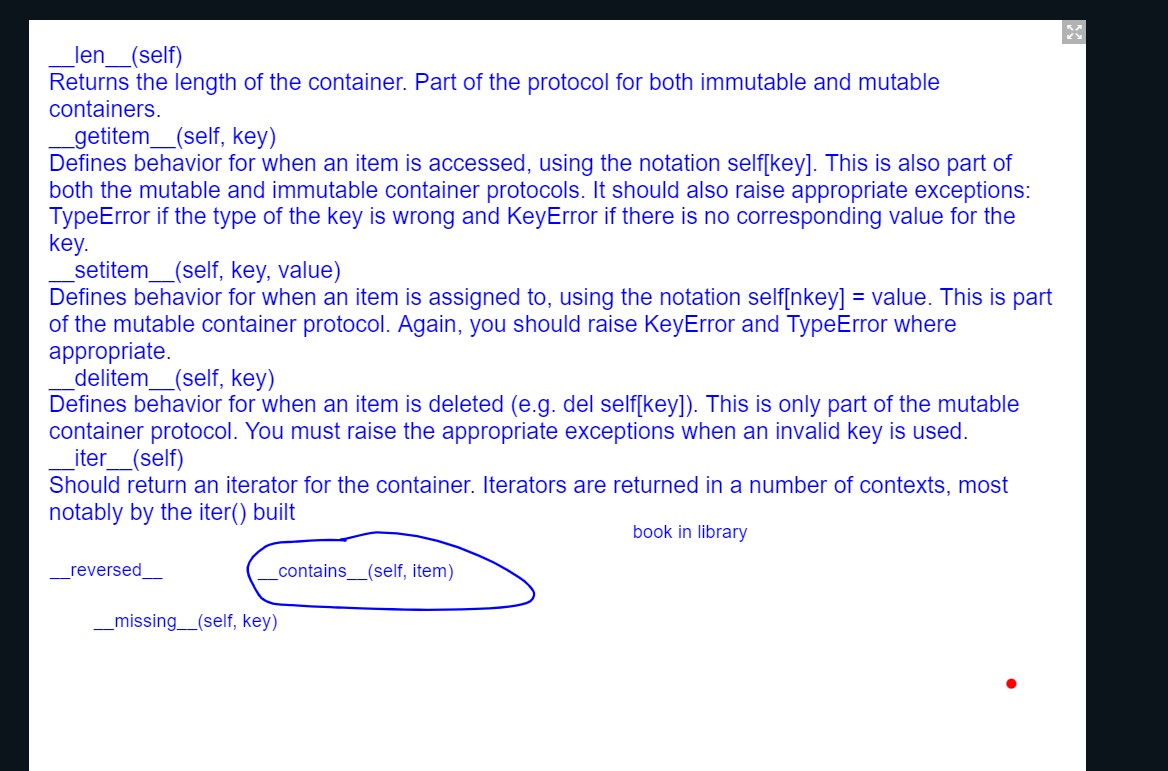 __len__(self)
Returns the length of the container. Part of the protocol for both immutable and mutable
containers.
__getitem__(self, key)
Defines behavior for when an item is accessed, using the notation self[key]. This is also part of
both the mutable and immutable container protocols. It should also raise appropriate exceptions:
TypeError if the type of the key is wrong and KeyError if there is no corresponding value for the
key.
__setitem__(self, key, value)
Defines behavior for when an item is assigned to, using the notation self[nkey] = value. This is part
of the mutable container protocol. Again, you should raise KeyError and TypeError where
appropriate.
__delitem__(self, key)
Defines behavior for when an item is deleted (e.g. del self[key]). This is only part of the mutable
container protocol. You must raise the appropriate exceptions when an invalid key is used.
__iter__(self)
Should return an iterator for the container. Iterators are returned in a number of contexts, most
notably by the iter() built
book in library
__reversed__
__contains__(self, item)
__missing__(self, key)